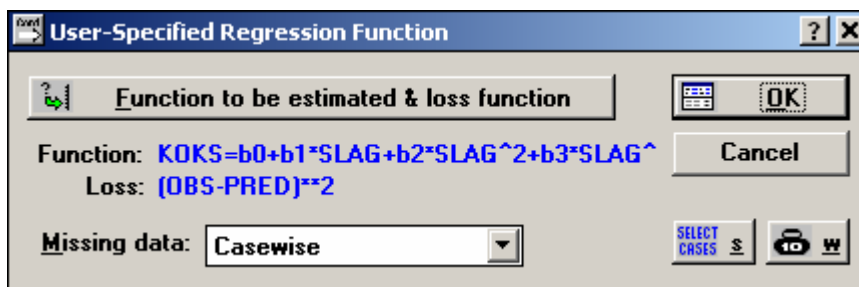 User-Specified Regression Function
Function to be estimated & loss function
OK
Function: KOKS=b0+b1*SLAG+b2*SLAG^2+b3*SLAG^
Cancel
Loss: (OBS-PRED)**2
Missing data: Casewise
SELECT CASES S
W